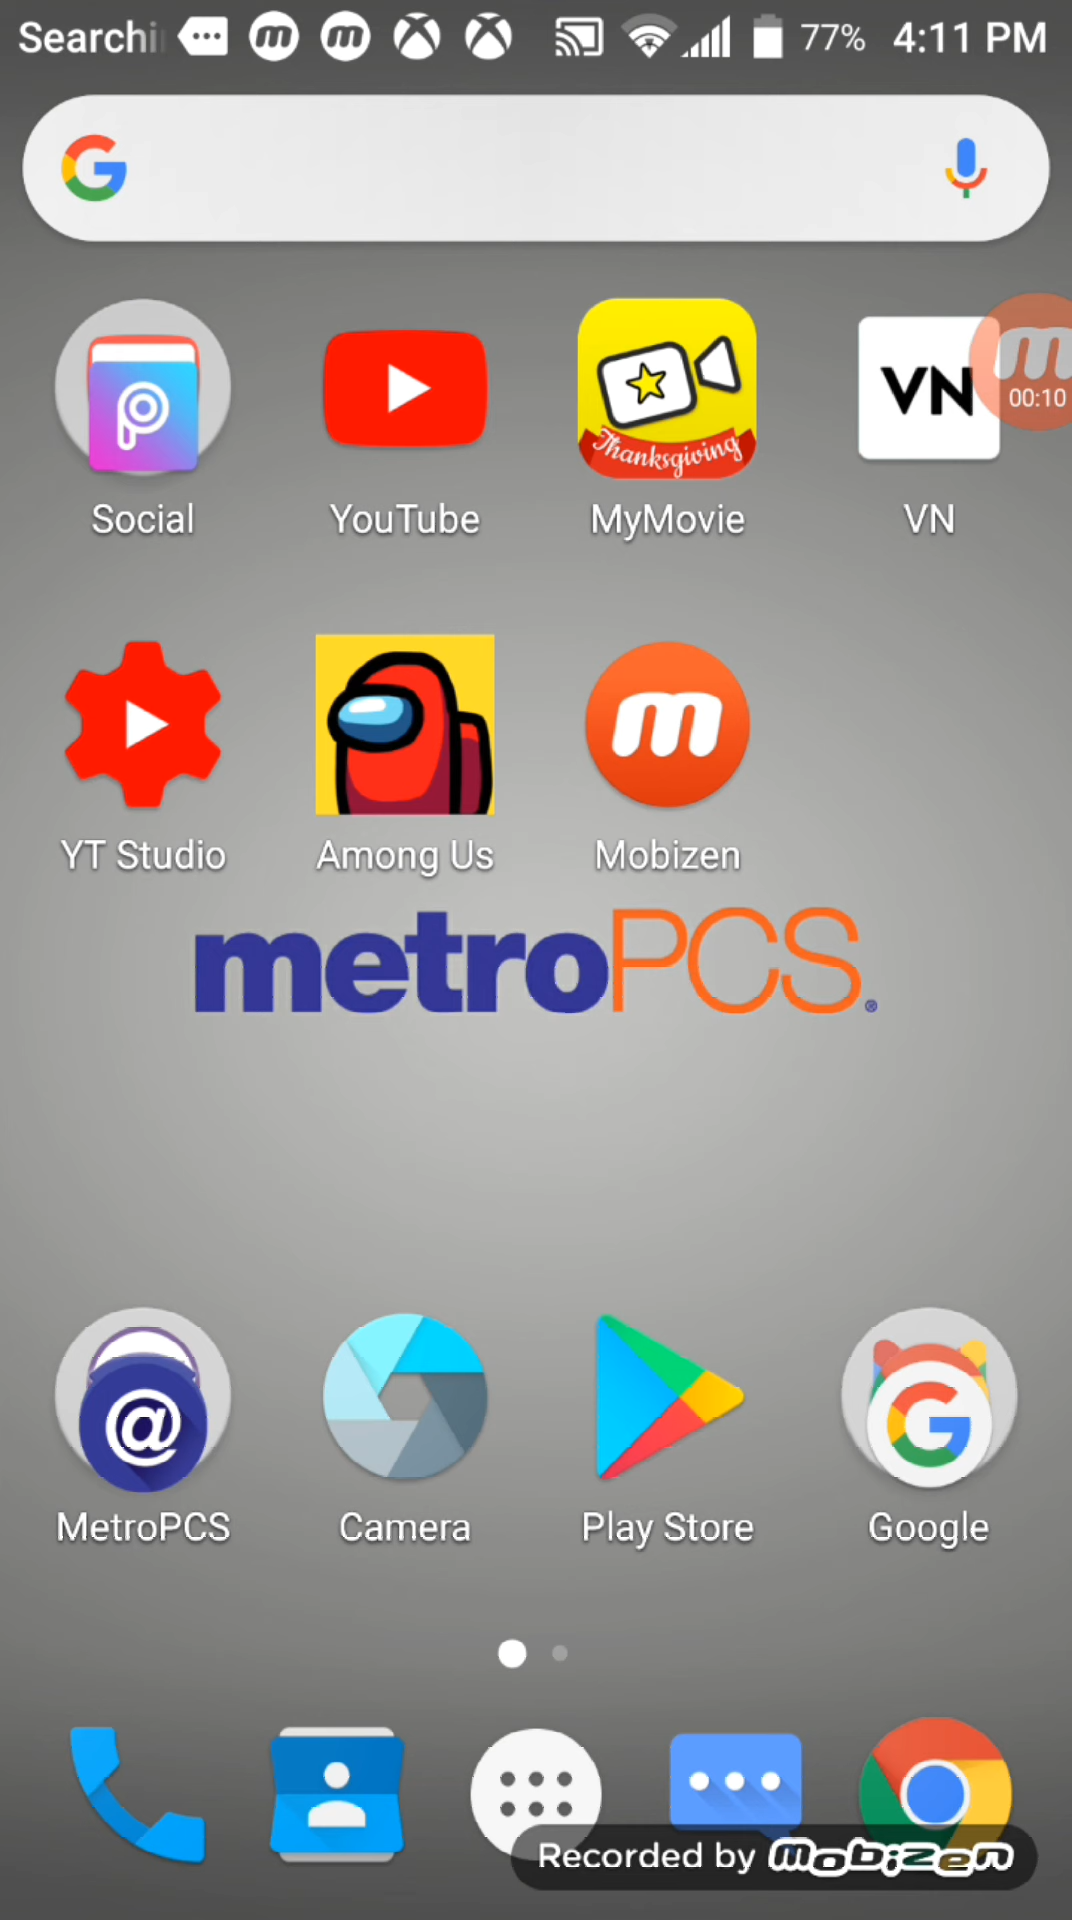 Searchi 77% 4:11 PM
Thanksgiving
VN
00:10
Social YouTube MyMovie VN
YT Studio Among Us Mobizen
metroPCS®
@
MetroPCS Camera Play Store Google
Recorded by mobizen